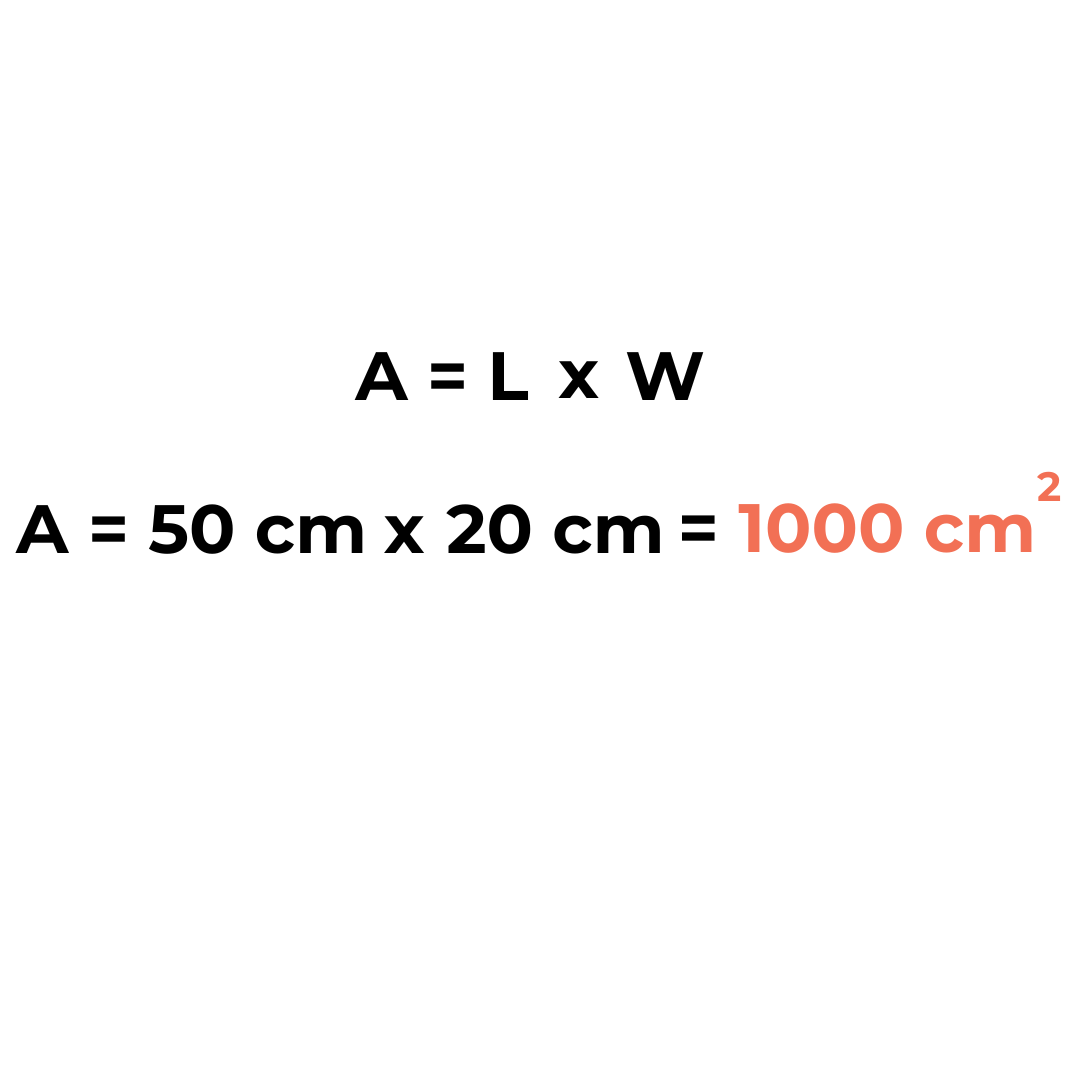 A = L x W
A = 50 cm x 20 cm = 1000 cm²